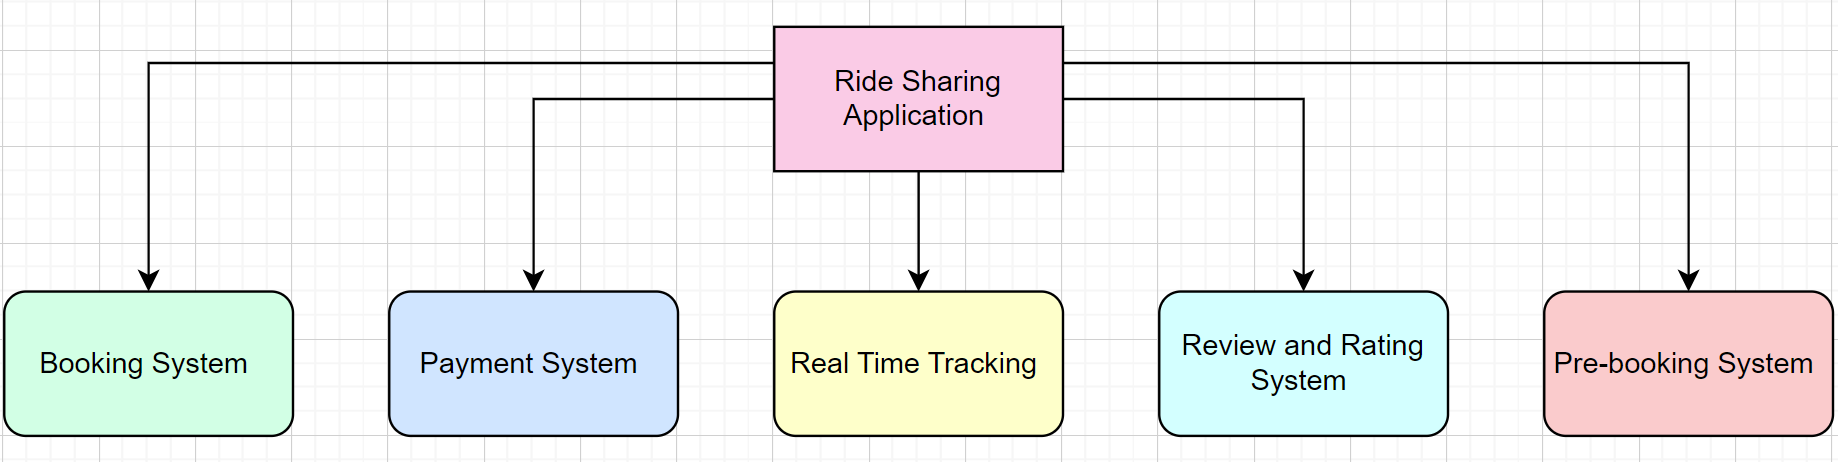 Ride Sharing
Application
Booking System
Payment System
Real Time Tracking
Review and Rating
System
Pre-booking System